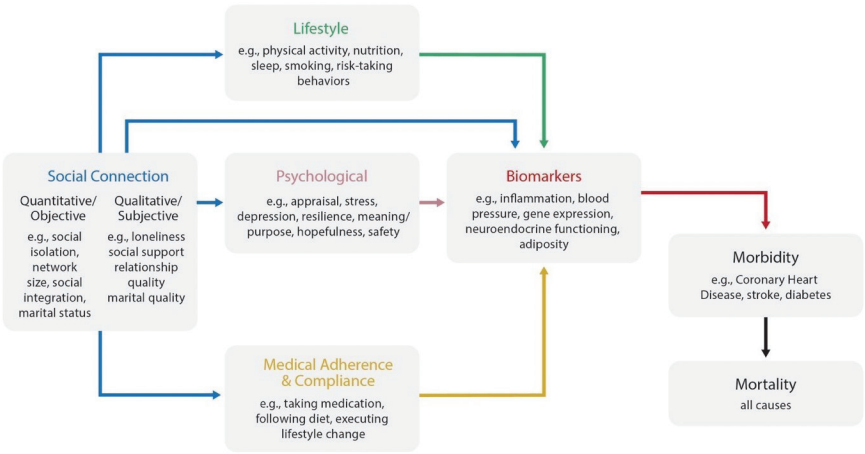 Lifestyle
e.g., physical activity, nutrition,
sleep, smoking, risk-taking
behaviors
Social Connection
Quantitative/
Objective
e.g., social
isolation,
network
size, social
integration,
marital status
Qualitative/
Subjective
e.g., loneliness
social support
relationship
quality
marital quality
Psychological
e.g., appraisal, stress,
depression, resilience, meaning/
purpose, hopefulness, safety
Biomarkers
e.g., inflammation, blood
pressure, gene expression,
neuroendocrine functioning,
adiposity
Morbidity
e.g., Coronary Heart
Disease, stroke, diabetes
Medical Adherence
& Compliance
e.g., taking medication,
following diet, executing
lifestyle change
Mortality
all causes